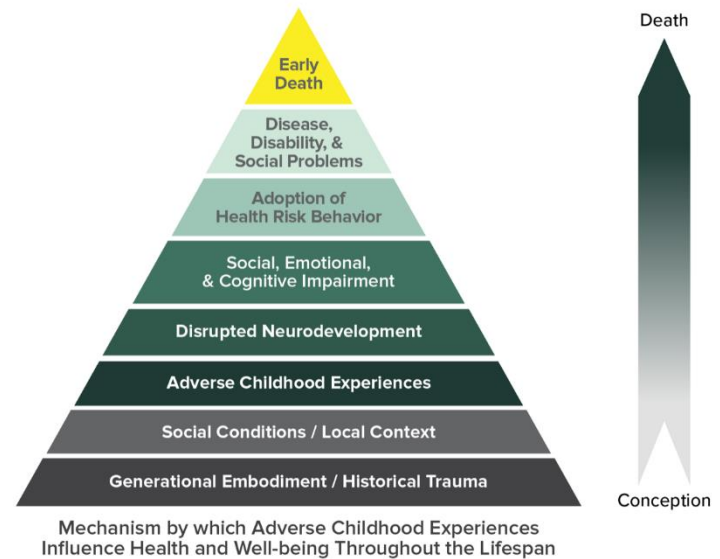 Early
Death
Disease,
Disability, &
Social Problems
Adoption of
Health Risk Behavior
Social, Emotional,
& Cognitive Impairment
Disrupted Neurodevelopment
Adverse Childhood Experiences
Social Conditions / Local Context
Generational Embodiment / Historical Trauma
Mechanism by which Adverse Childhood Experiences
Influence Health and Well-being Throughout the Lifespan
Death
Conception